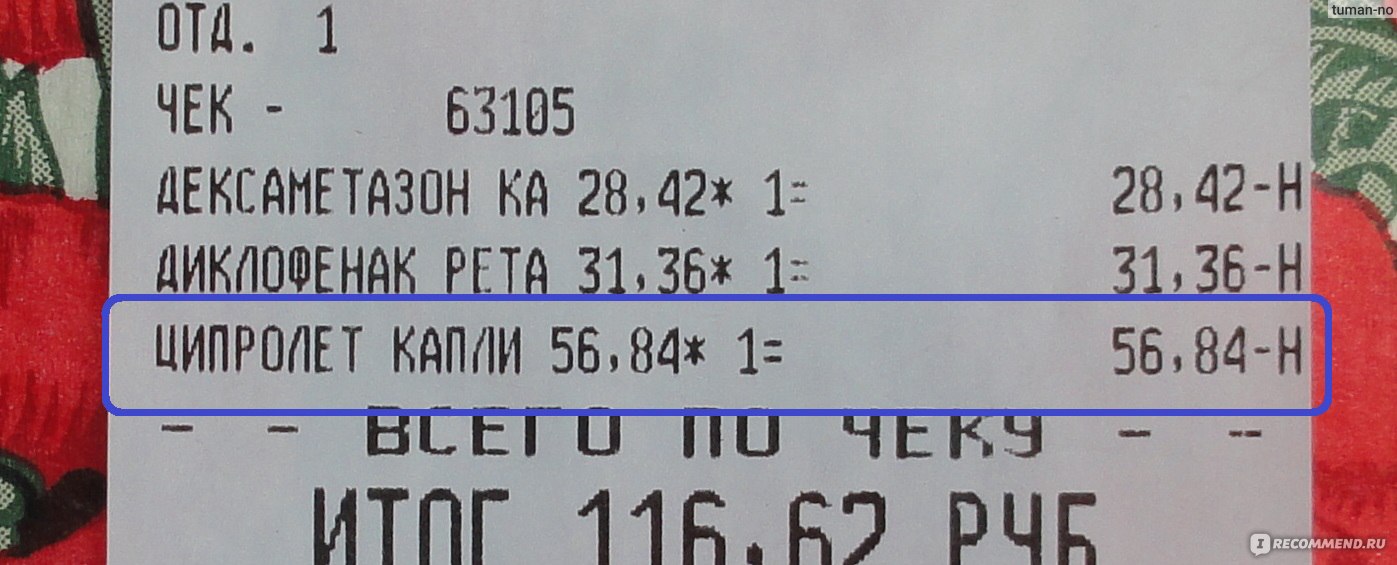 tuman-no
ОТД. 1
ЧЕК - 63105
ДЕКСАМЕТАЗОН КА 28,42* 1= 28,42-Н
ДИКЛОФЕНАК РЕТА 31,36* 1= 31,36-Н
ЦИПРОЛЕТ КАПЛИ 56,84* 1= 56,84-Н
- - ВСЕГО ПО ЧЕКУ - -
ИТОГ 116.62 РУБ
I RECOMMEND.RU